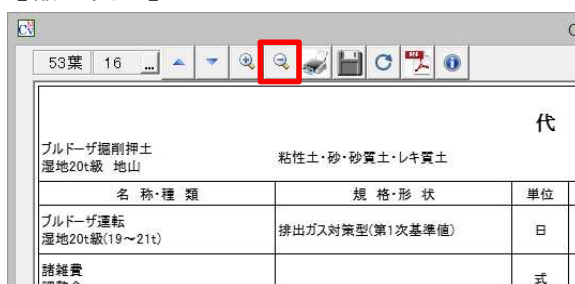 CV
53葉 16 ...
PDF
代
ブルドーザ掘削押土
湿地20t級 地山
粘性土・砂・砂質土・レキ質土
名 称・種 類
規 格・形 状
単位
ブルドーザ運転
湿地20t級(19～21t)
排出ガス対策型(第1次基準値)
日
諸雑費
式